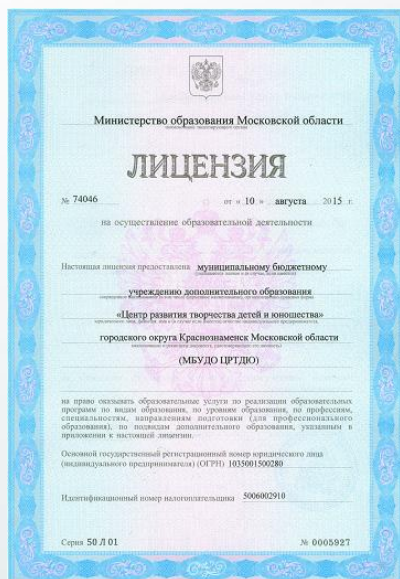 Министерство образования Московской области
ЛИЦЕНЗИЯ
№ 74046 от « 10 » августа 2015 г.
на осуществление образовательной деятельности
Настоящая лицензия предоставлена муниципальному бюджетному
учреждению дополнительного образования
«Центр развития творчества детей и юношества»
городского округа Краснознаменск Московской области
(МБУДО ЦРТДЮ)
на право оказывать образовательные услуги по реализации образовательных
программ по видам образования, по уровням образования, по профессиям,
специальностям, направлениям подготовки (для профессионального
образования), по подвидам дополнительного образования, указанным в
приложении к настоящей лицензии.
Основной государственный регистрационный номер юридического лица
(индивидуального предпринимателя) (ОГРН) 1035001500280
Идентификационный номер налогоплательщика 5006002910
Серия 50 Л 01 № 0005927